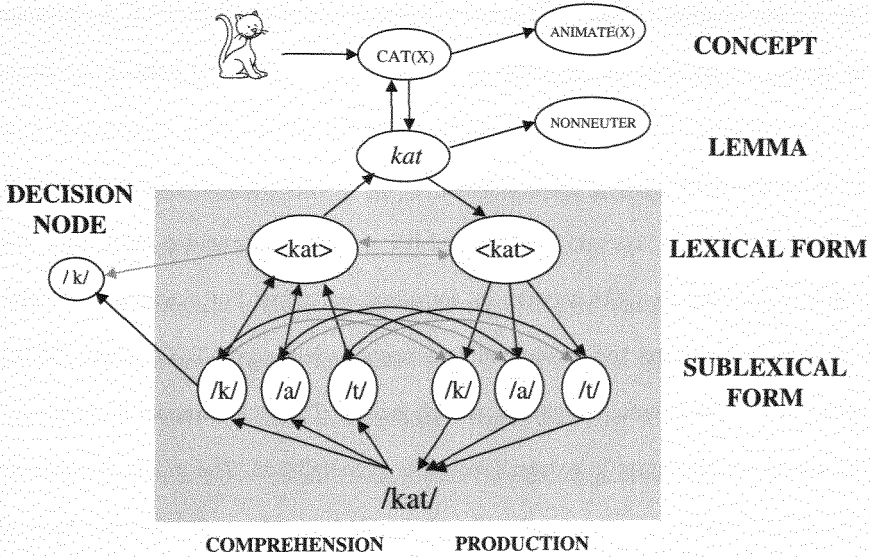 CAT(X)
ANIMATE(X)
CONCEPT
kat
NONNEUTER
LEMMA
DECISION
NODE
/k/
<kat>
<kat>
LEXICAL FORM
/k/
/a/
/t/
/k/
/a/
/t/
SUBLEXICAL
FORM
/kat/
COMPREHENSION
PRODUCTION